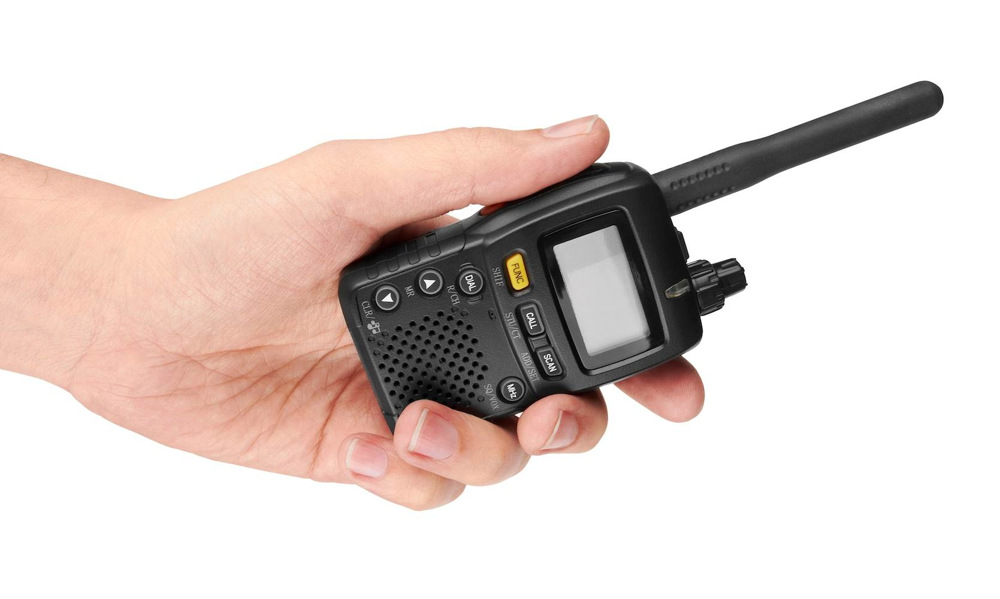 FUNC
SHIF
CALL
STU/CT
SCAN
ADD/SET
DIAL
R/CH
MR
CLR/
MHz
SQ/VOX